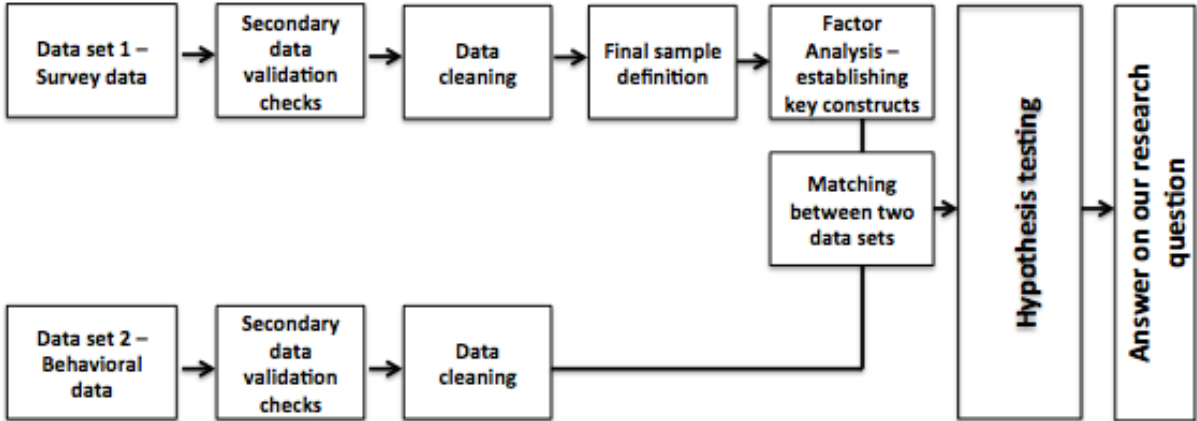 Data set 1 –
Survey data
Secondary
data
validation
checks
Data
cleaning
Final sample
definition
Factor
Analysis –
establishing
key constructs
Matching
between two
data sets
Data set 2 –
Behavioral
data
Secondary
data
validation
checks
Data
cleaning
Hypothesis testing
Answer on our research
question